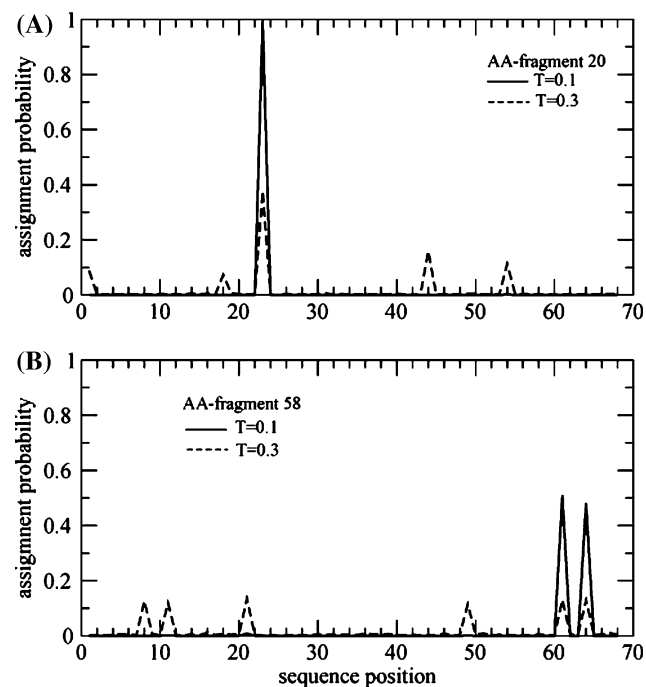 (A)
1
0.8
0.6
0.4
0.2
0
assignment probability
AA-fragment 20
T=0.1
T=0.3
0 10 20 30 40 50 60 70
(B)
1
0.8
0.6
0.4
0.2
0
assigmnent probability
AA-fragment 58
T=0.1
T=0.3
0 10 20 30 40 50 60 70
sequence position